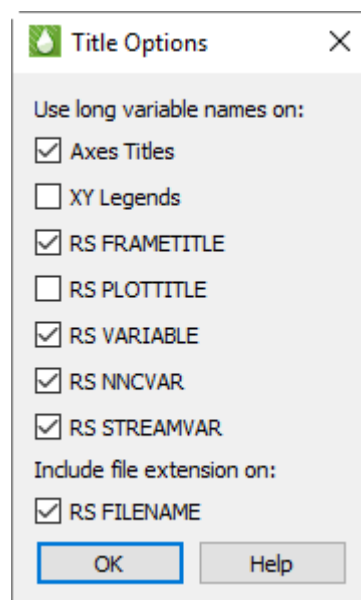 Title Options
Use long variable names on:
Axes Titles
XY Legends
RS FRAMETITLE
RS PLOTTITLE
RS VARIABLE
RS NNCVAR
RS STREAMVAR
Include file extension on:
RS FILENAME
OK Help